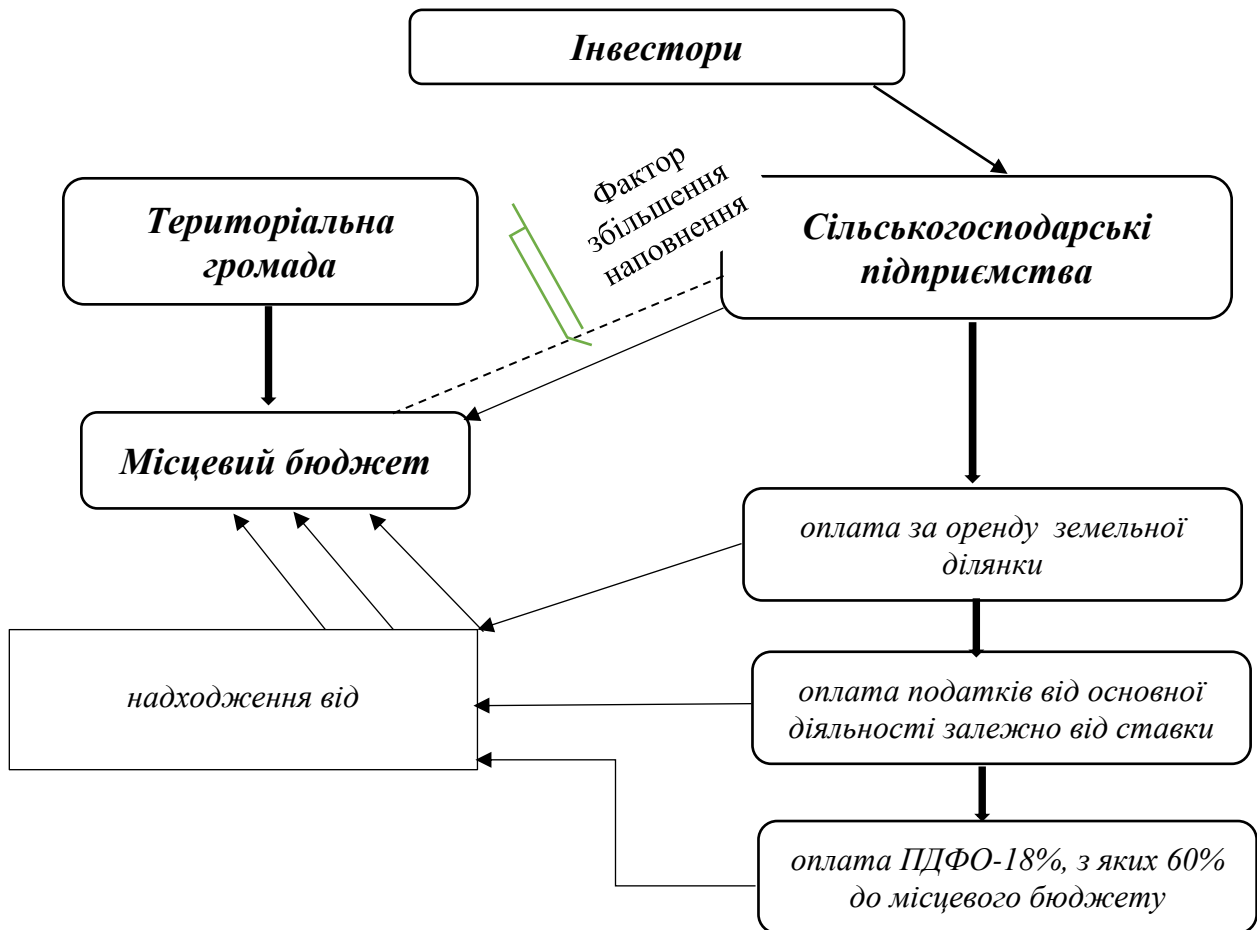 Інвестори
Фактор
збільшення
наповнення
Територіальна
громада
Сільськогосподарські
підприємства
Місцевий бюджет
оплата за оренду земельної
ділянки
надходження від
оплата податків від основної
діяльності залежно від ставки
оплата ПДФО-18%, з яких 60%
до місцевого бюджету